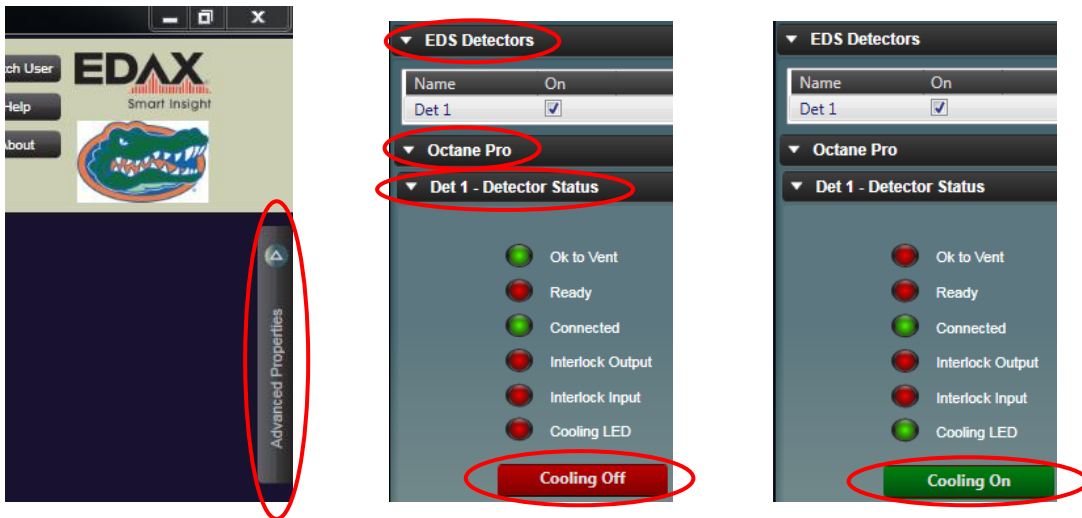 X
ch User
Help
bout
EDAX
Smart Insight
Advanced Properties
EDS Detectors
Name On
Det 1
Octane Pro
Det 1 - Detector Status
Ok to Vent
Ready
Connected
Interlock Output
Interlock Input
Cooling LED
Cooling Off
EDS Detectors
Name On
Det 1
Octane Pro
Det 1 - Detector Status
Ok to Vent
Ready
Connected
Interlock Output
Interlock Input
Cooling LED
Cooling On